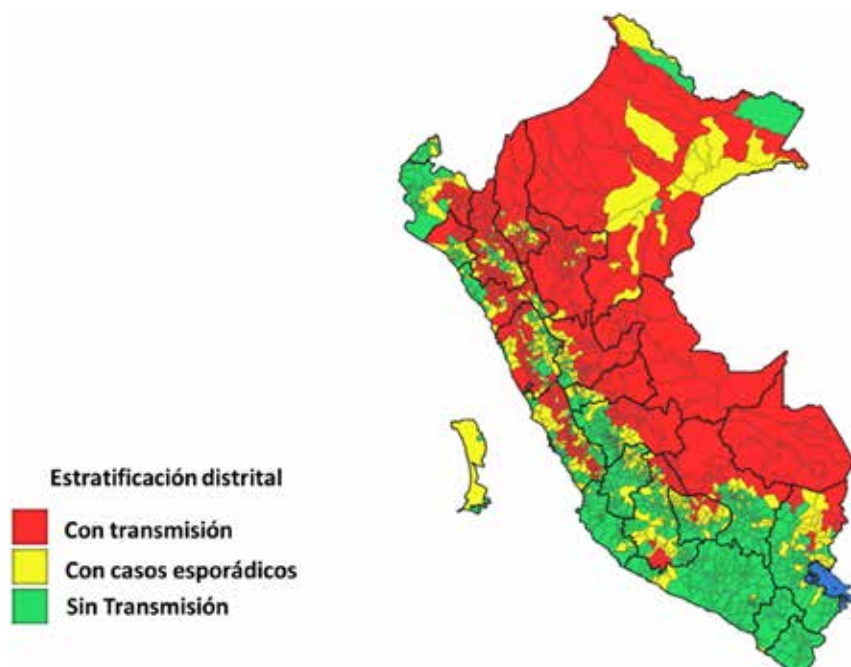 Estratificación distrital
Con transmisión
Con casos esporádicos
Sin Transmisión